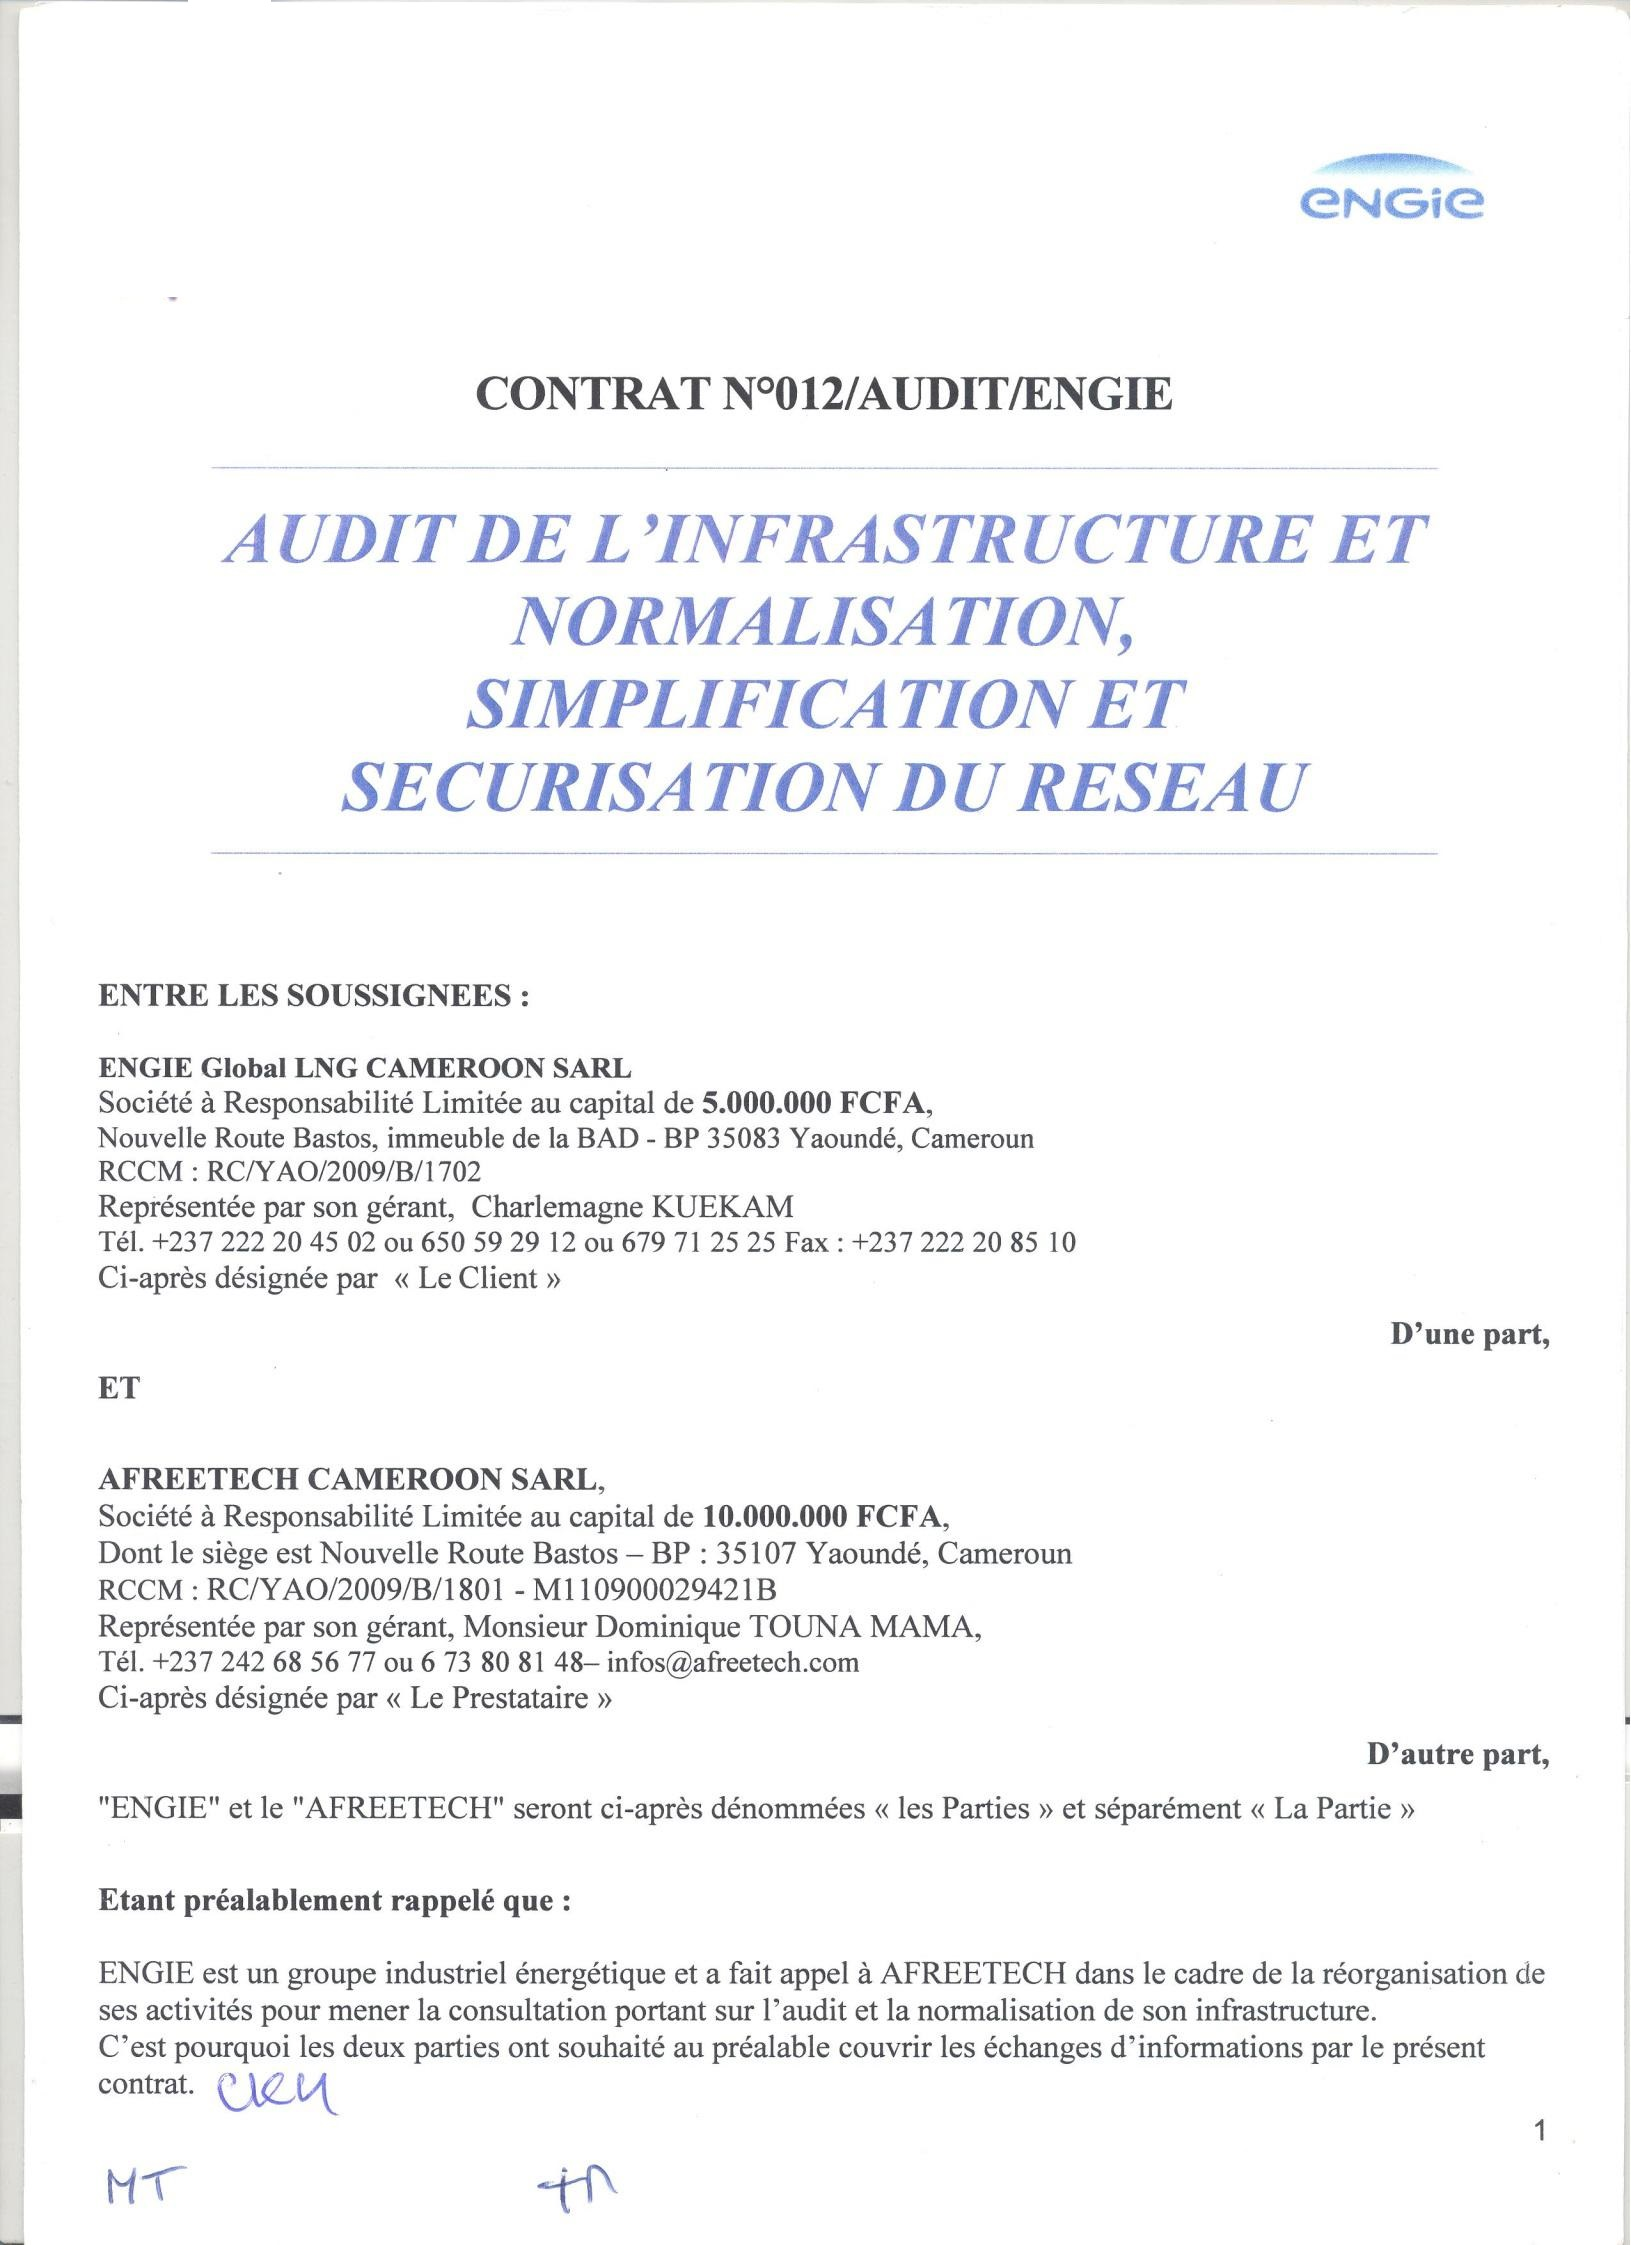 ENGIE
CONTRAT N°012/AUDIT/ENGIE
AUDIT DE L'INFRASTRUCTURE ET
NORMALISATION,
SIMPLIFICATION ET
SECURISATION DU RESEAU
ENTRE LES SOUSSIGNEES :
ENGIE Global LNG CAMEROON SARL
Société à Responsabilité Limitée au capital de 5.000.000 FCFA,
Nouvelle Route Bastos, immeuble de la BAD - BP 35083 Yaoundé, Cameroun
RCCM : RC/YAO/2009/B/1702
Représentée par son gérant, Charlemagne KUEKAM
Tél. +237 222 20 45 02 ou 650 59 29 12 ou 679 71 25 25 Fax : +237 222 20 85 10
Ci-après désignée par « Le Client »
D'une part,
ET
AFREETECH CAMEROON SARL,
Société à Responsabilité Limitée au capital de 10.000.000 FCFA,
Dont le siège est Nouvelle Route Bastos – BP : 35107 Yaoundé, Cameroun
RCCM : RC/YAO/2009/B/1801 - M110900029421B
Représentée par son gérant, Monsieur Dominique TOUNA MAMA,
Tél. +237 242 68 56 77 ou 6 73 80 81 48– infos@afreetech.com
Ci-après désignée par « Le Prestataire »
D'autre part,
"ENGIE" et le "AFREETECH" seront ci-après dénommées « les Parties » et séparément « La Partie »
Etant préalablement rappelé que :
ENGIE est un groupe industriel énergétique et a fait appel à AFREETECH dans le cadre de la réorganisation de
ses activités pour mener la consultation portant sur l'audit et la normalisation de son infrastructure.
C'est pourquoi les deux parties ont souhaité au préalable couvrir les échanges d'informations par le présent
contrat.
1
MT